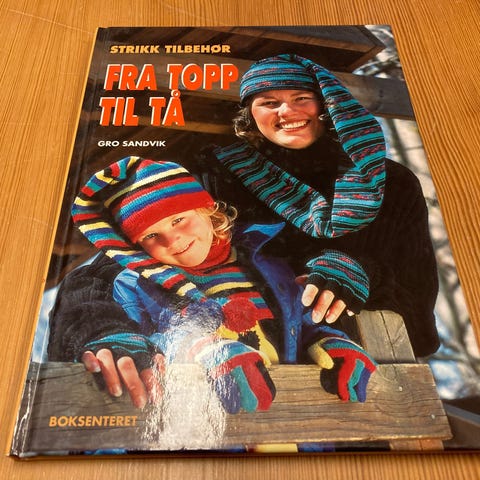 STRIKK TILBEHØR
FRA TOPP
TIL TÅ
GRO SANDVIK
BOKSENTERET